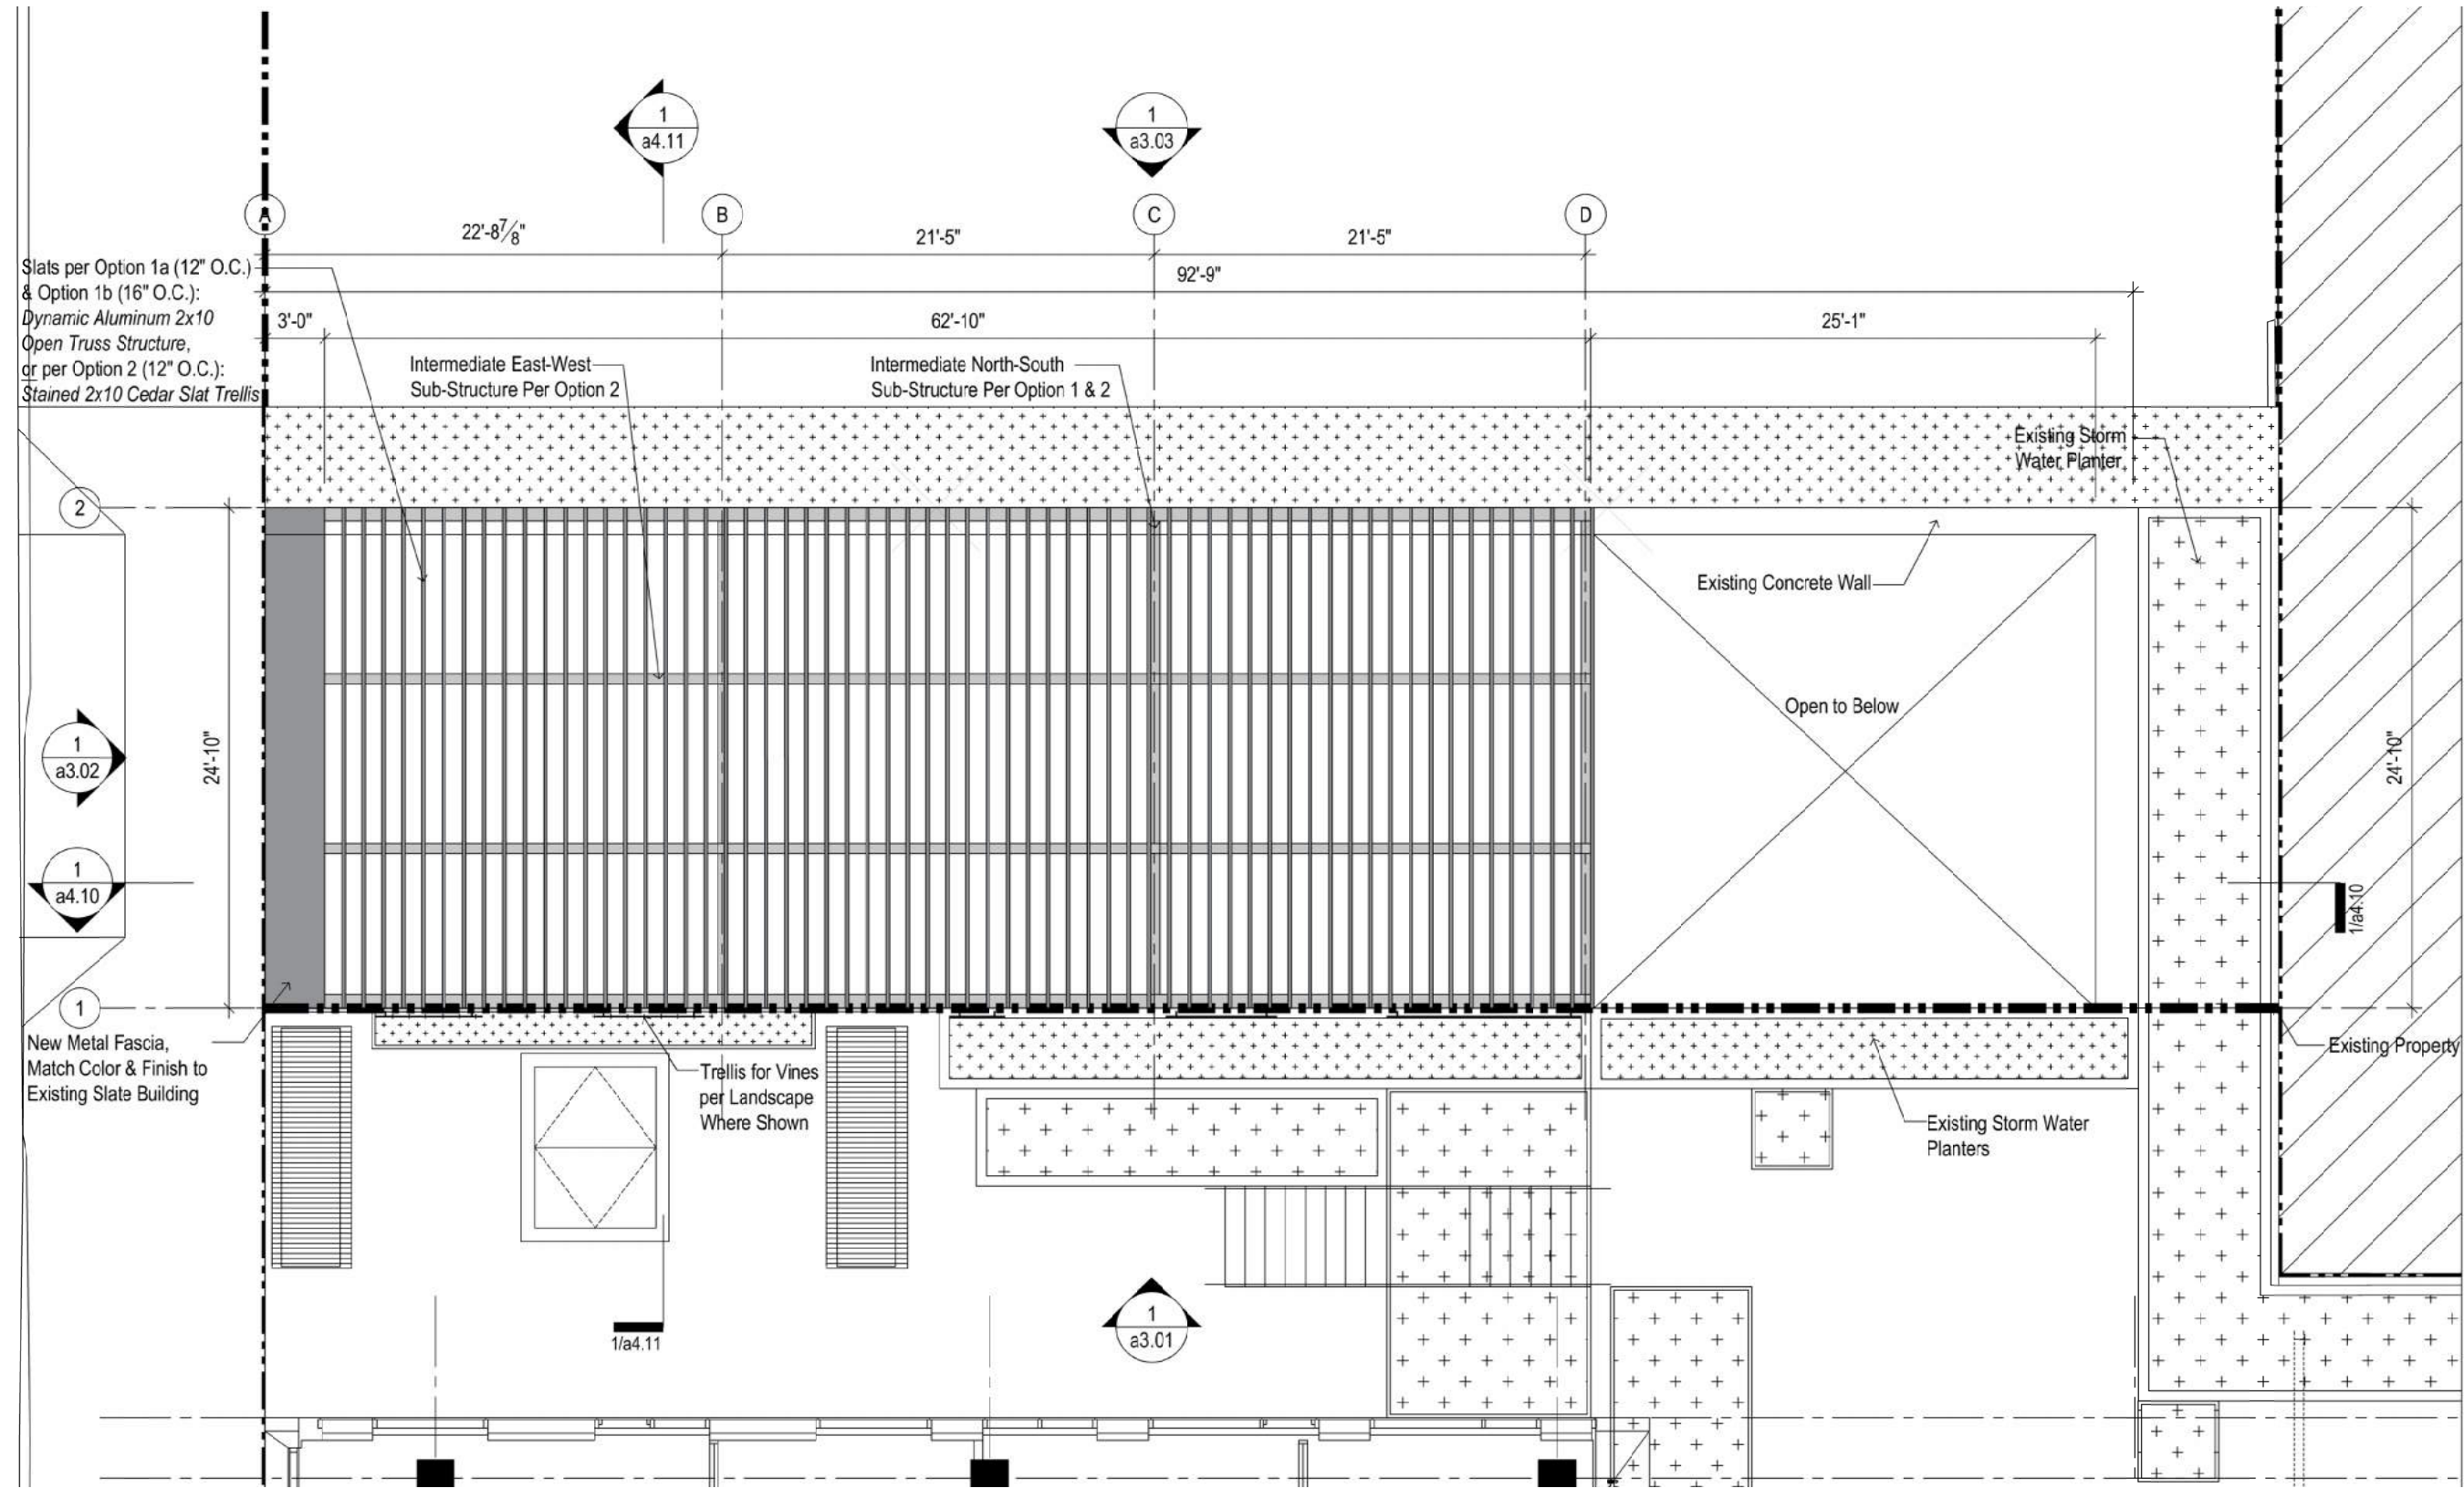 1
a4.11
1
a3.03
A
B
C
D
22'-8 7/8"
21'-5"
21'-5"
92'-9"
3'-0"
62'-10"
25'-1"
Slats per Option 1a (12" O.C.)
& Option 1b (16" O.C.):
Dynamic Aluminum 2x10
Open Truss Structure,
or per Option 2 (12" O.C.):
Stained 2x10 Cedar Slat Trellis
Intermediate East-West
Sub-Structure Per Option 2
Intermediate North-South
Sub-Structure Per Option 1 & 2
Existing Storm
Water Planter
2
Existing Concrete Wall
Open to Below
24'-10"
24'-10"
1
a3.02
1
a4.10
1/a4.10
1
New Metal Fascia,
Match Color & Finish to
Existing Slate Building
Trellis for Vines
per Landscape
Where Shown
Existing Property
Existing Storm Water
Planters
1
a3.01
1/a4.11